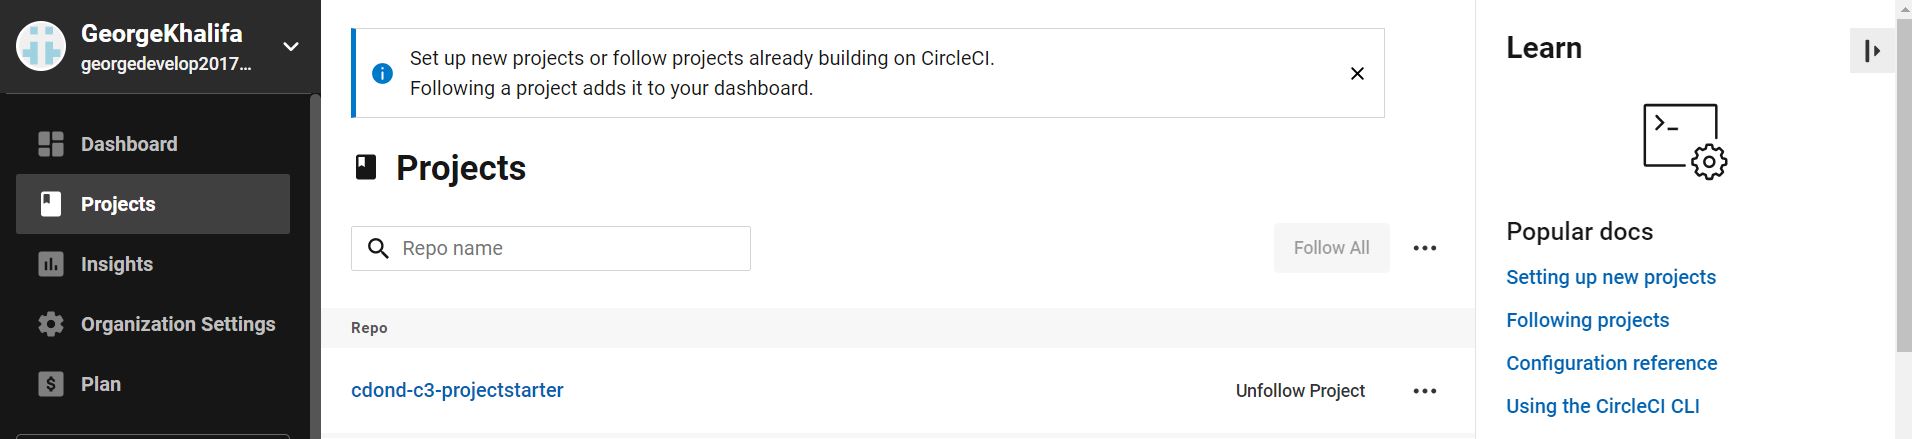 GeorgeKhalifa
georgedevelop2017...
Dashboard
Projects
Insights
Organization Settings
Plan
Set up new projects or follow projects already building on CircleCI.
Following a project adds it to your dashboard.
Projects
Repo name
Follow All
Repo
cdond-c3-projectstarter
Unfollow Project
Learn
Popular docs
Setting up new projects
Following projects
Configuration reference
Using the CircleCI CLI